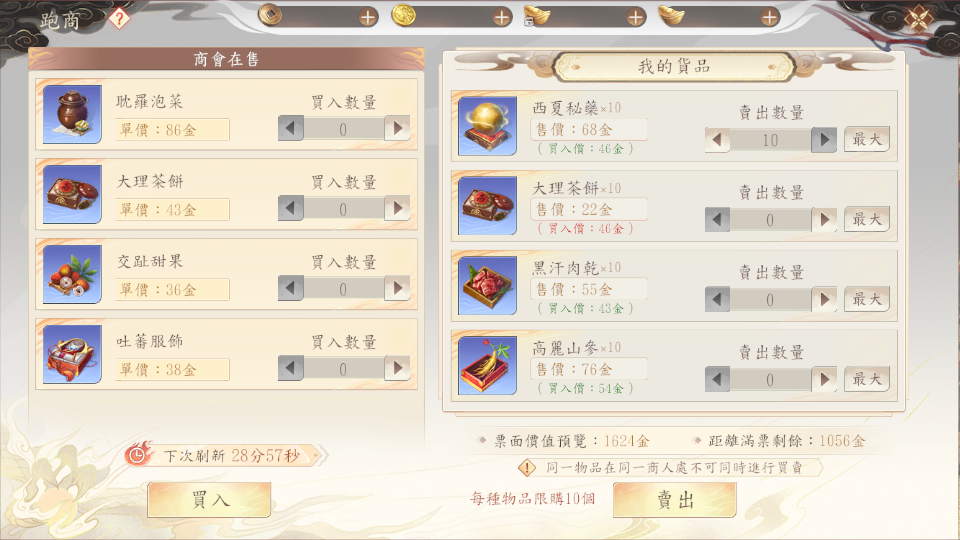 跑商
?
商會在售
耽羅泡菜
單價：86金
買入數量
0
大理茶餅
單價：43金
買入數量
0
交趾甜果
單價：36金
買入數量
0
吐蕃服飾
單價：38金
買入數量
0
下次刷新 28分57秒
買入
我的貨品
西夏秘藥×10
售價：68金
(買入價：46金)
賣出數量
10
最大
大理茶餅×10
售價：22金
(買入價：46金)
賣出數量
0
最大
黑汗肉乾×10
售價：55金
(買入價：43金)
賣出數量
0
最大
高麗山參×10
售價：76金
(買入價：54金)
賣出數量
0
最大
票面價值預覽：1624金
距離滿票剩餘：1056金
! 同一物品在同一商人處不可同時進行買賣
每種物品限購10個
賣出